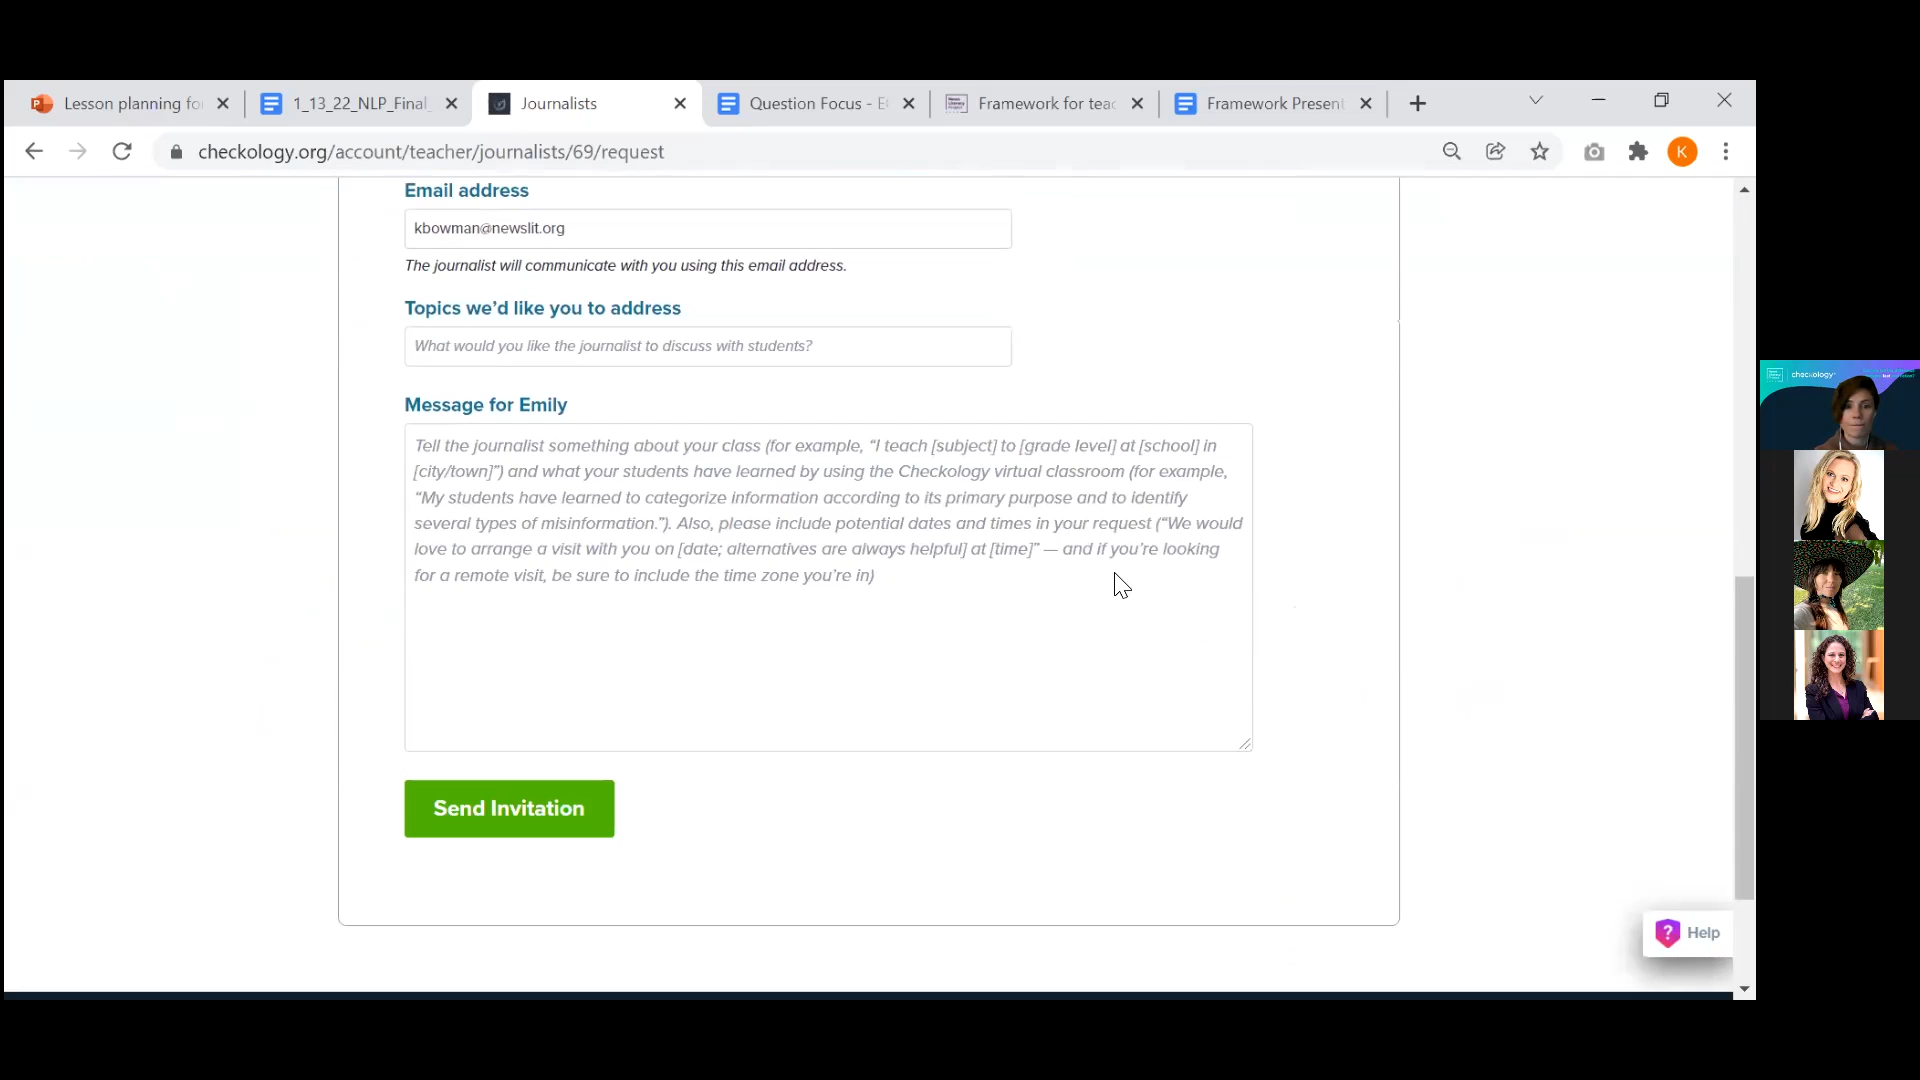 Lesson planning fo
1_13_22_NLP_Final_
Journalists
Question Focus - E
Framework for teac
Framework Present
checkology.org/account/teacher/journalists/69/request
K
Email address
kbowman@newslit.org
The journalist will communicate with you using this email address.
Topics we’d like you to address
What would you like the journalist to discuss with students?
Message for Emily
Tell the journalist something about your class (for example, “I teach [subject] to [grade level] at [school] in
[city/town]”) and what your students have learned by using the Checkology virtual classroom (for example,
“My students have learned to categorize information according to its primary purpose and to identify
several types of misinformation.”). Also, please include potential dates and times in your request (“We would
love to arrange a visit with you on [date; alternatives are always helpful] at [time]” — and if you’re looking
for a remote visit, be sure to include the time zone you’re in)
Send Invitation
Help
checkology